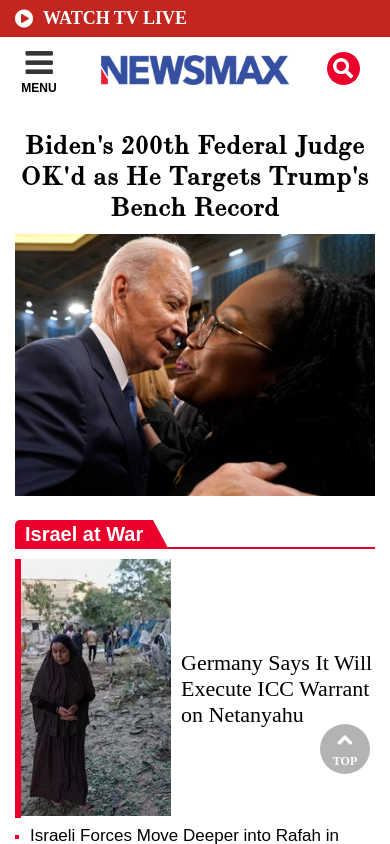 WATCH TV LIVE
MENU
NEWSMAX
Biden's 200th Federal Judge
OK'd as He Targets Trump's
Bench Record
Israel at War
Germany Says It Will
Execute ICC Warrant
on Netanyahu
TOP
Israeli Forces Move Deeper into Rafah in